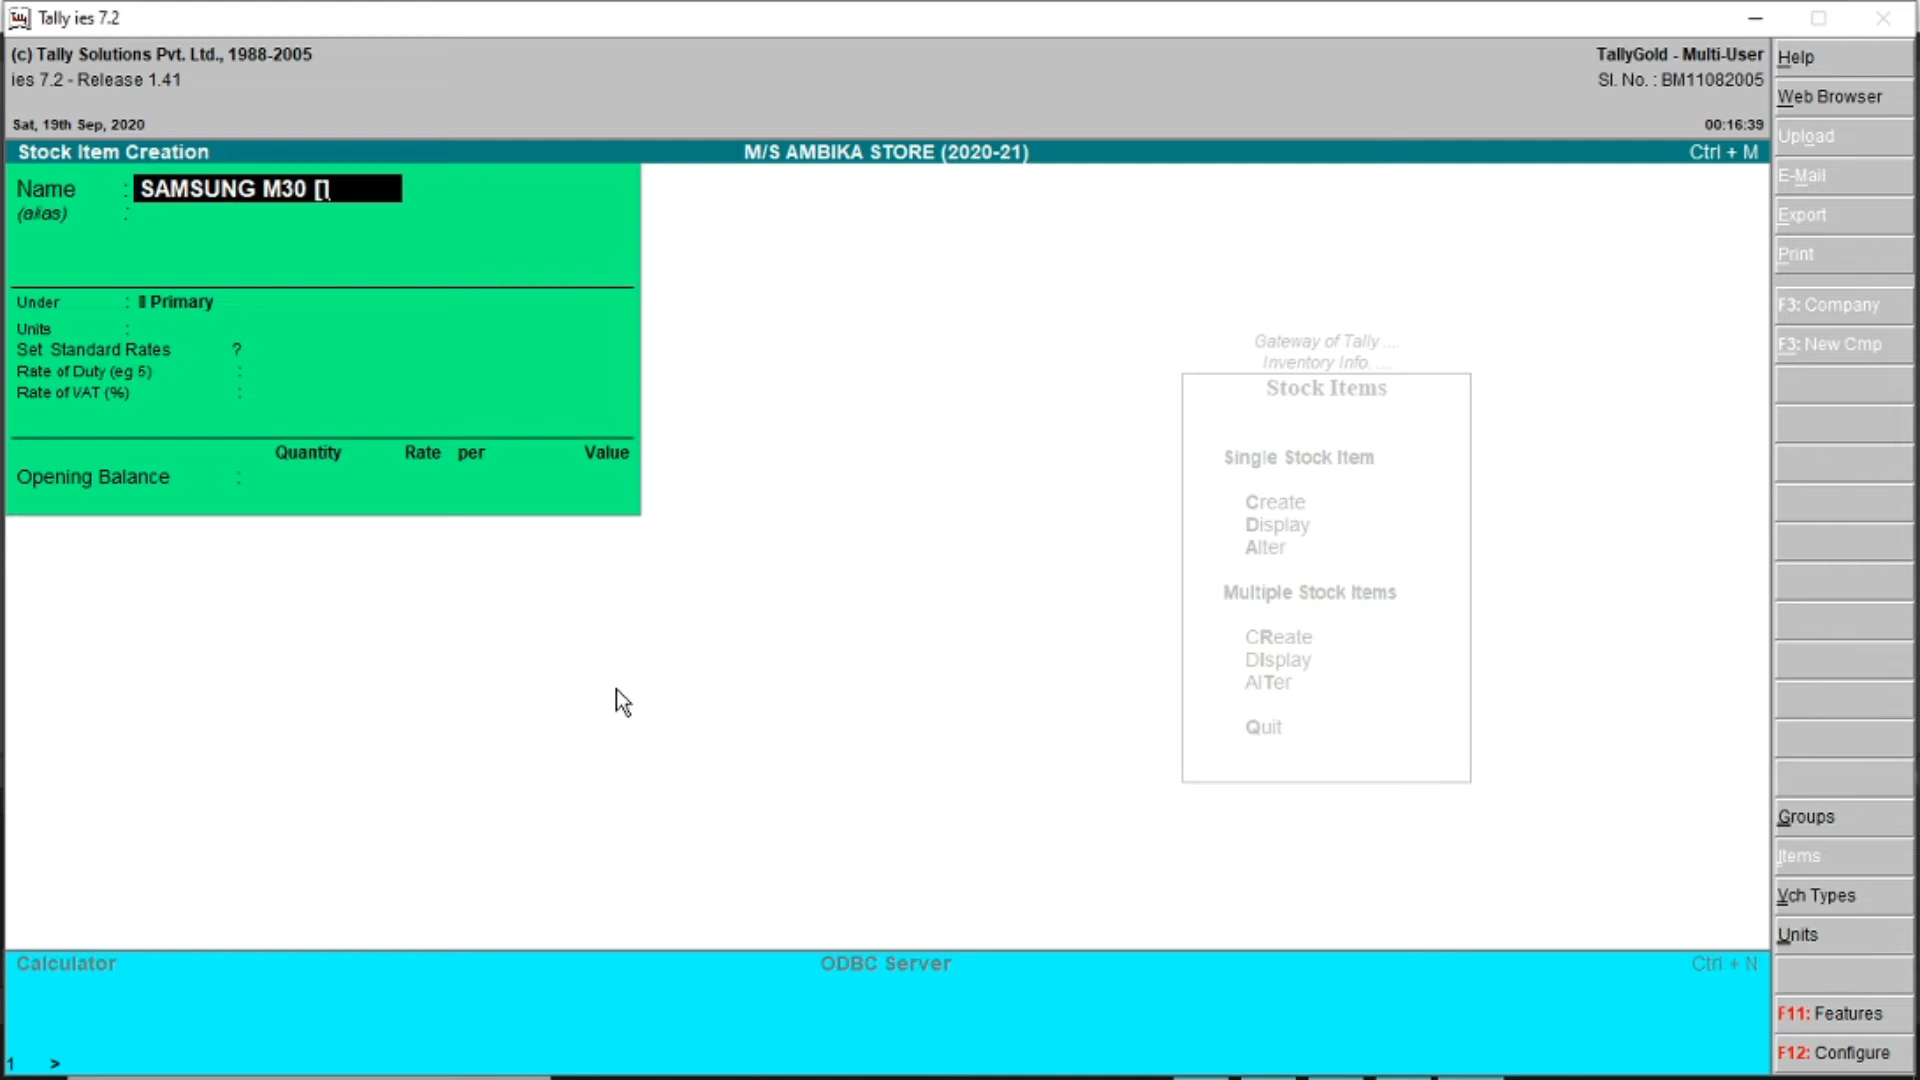 Tally ies 7.2
(c) Tally Solutions Pvt. Ltd., 1988-2005
TallyGold - Multi-User
ies 7.2 - Release 1.41
Sl. No. : BM11082005
Sat, 19th Sep, 2020
00:16:39
Stock Item Creation
M/S AMBIKA STORE (2020-21)
Ctrl + M
Name : SAMSUNG M30 []
(alias) :
Under : Primary
Units :
Set Standard Rates ?
Rate of Duty (eg 5) :
Rate of VAT (%) :
Quantity Rate per Value
Opening Balance :
Gateway of Tally ....
Inventory Info. ....
Stock Items
Single Stock Item
Create
Display
Alter
Multiple Stock Items
CReate
DIsplay
AlTer
Quit
Help
Web Browser
Upload
E-Mail
Export
Print
F3: Company
F3: New Cmp
Groups
Items
Vch Types
Units
F11: Features
F12: Configure
Calculator
ODBC Server
Ctrl + N
1 >